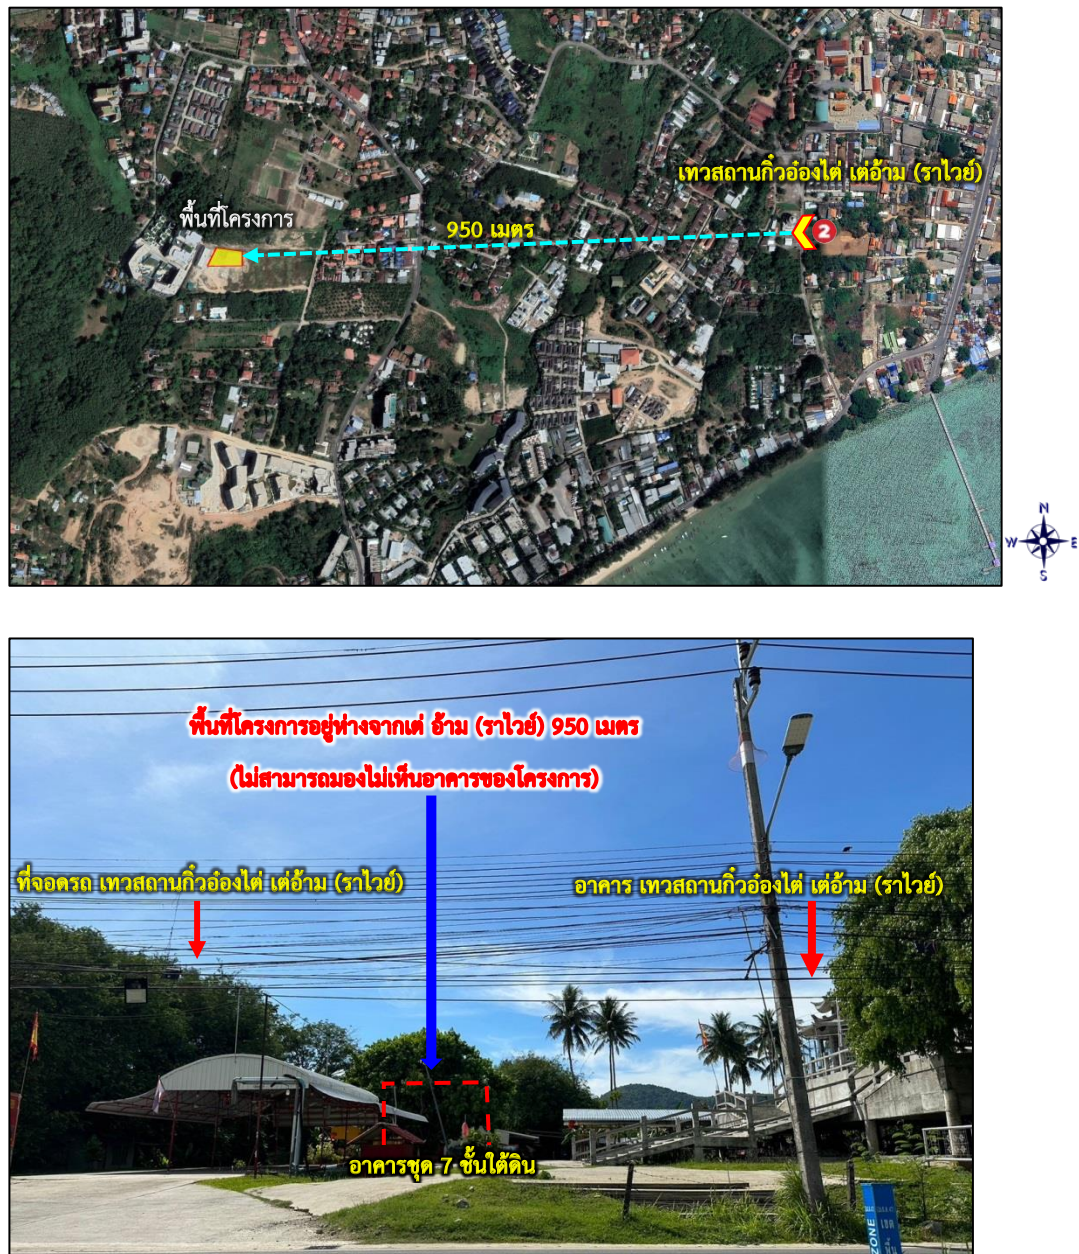 เทวสถานกิ๋วอ๋องไต่ เต่อ้าม (ราไวย์)
พื้นที่โครงการ
950 เมตร
2
N
W E
S
พื้นที่โครงการอยู่ห่างจากเต่ อ้าม (ราไวย์) 950 เมตร
(ไม่สามารถมองไม่เห็นอาคารของโครงการ)
ที่จอดรถ เทวสถานกิ๋วอ๋องไต่ เต่อ้าม (ราไวย์)
อาคาร เทวสถานกิ๋วอ๋องไต่ เต่อ้าม (ราไวย์)
อาคารชุด 7 ชั้นใต้ดิน
ZONE
เขต